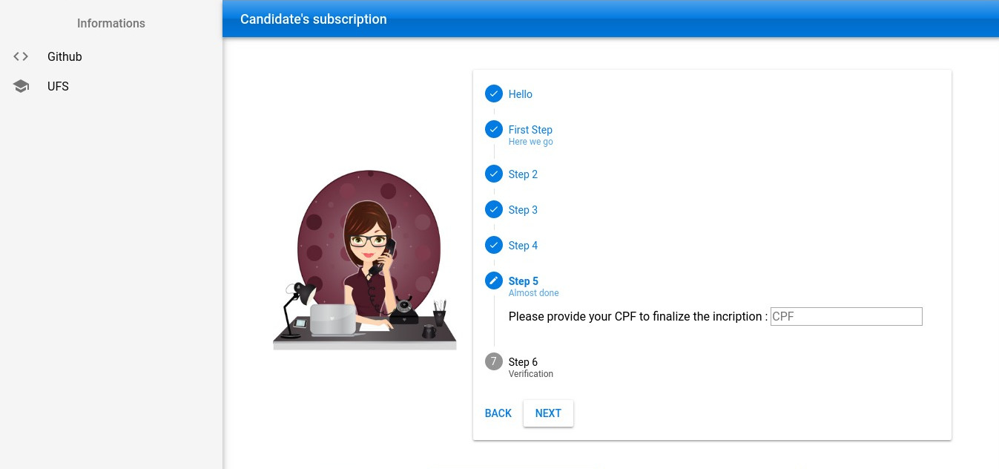 Informations
Github
UFS
Candidate's subscription
Hello
First Step
Here we go
Step 2
Step 3
Step 4
Step 5
Almost done
Please provide your CPF to finalize the incription : CPF
7 Step 6
Verification
BACK NEXT